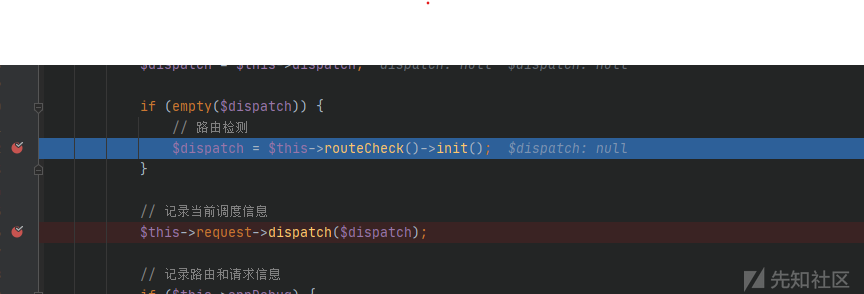 $dispatch = $this->dispatch; dispatch: null $dispatch: null
if (empty($dispatch)) {
// 路由检测
$dispatch = $this->routeCheck()->init(); $dispatch: null
}
// 记录当前调度信息
$this->request->dispatch($dispatch);
// 记录路由和请求信息
if ($this->appDebug) {
先知社区